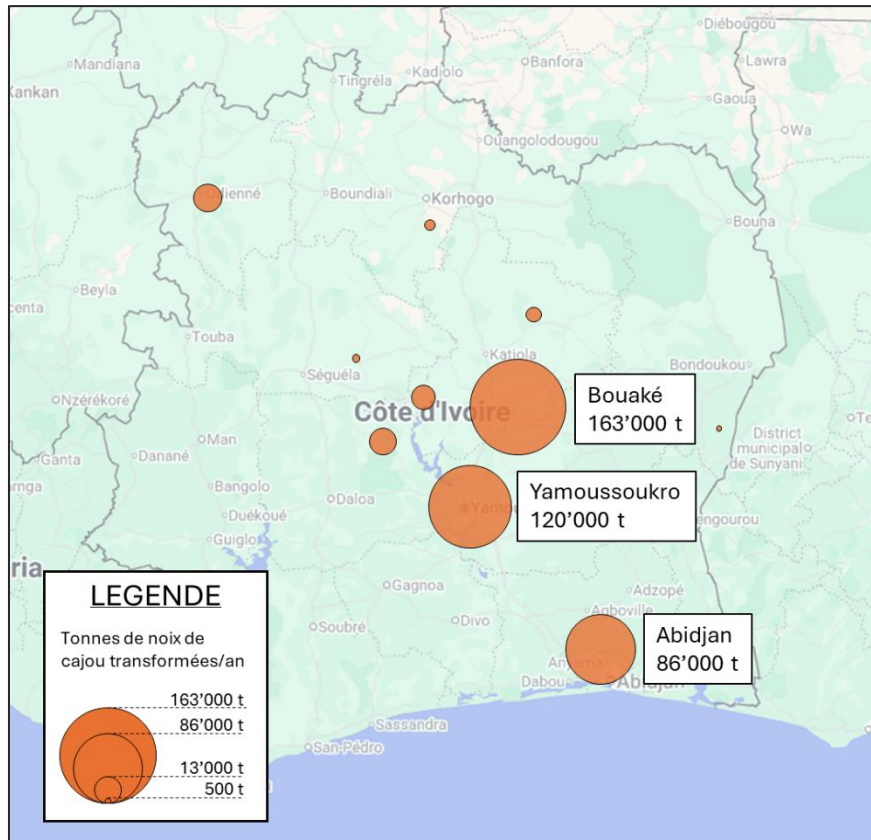 Diébougou
Mandiana
Kadiolo
Banfora
Lawra
Tingréla
Kankan
Gaoua
Ouangolodougou
Wa
Boundiali
Korhogo
Bouna
Beyla
Touba
Katiola
Bondoukou
Séguéla
Nzérékoré
Côte d'Ivoire
Bouaké
163’000 t
Man
Danané
District
municipal
de Sunyani
Ganta
Bangolo
Daloa
Yamoussoukro
120’000 t
Duékoué
Guiglo
Gagnoa
Adzopé
Agboville
Soubré
Divo
Abidjan
86’000 t
Dabou
Abidjan
Sassandra
San-Pédro
LEGENDE
Tonnes de noix de
cajou transformées/an
163’000 t
86’000 t
13’000 t
500 t